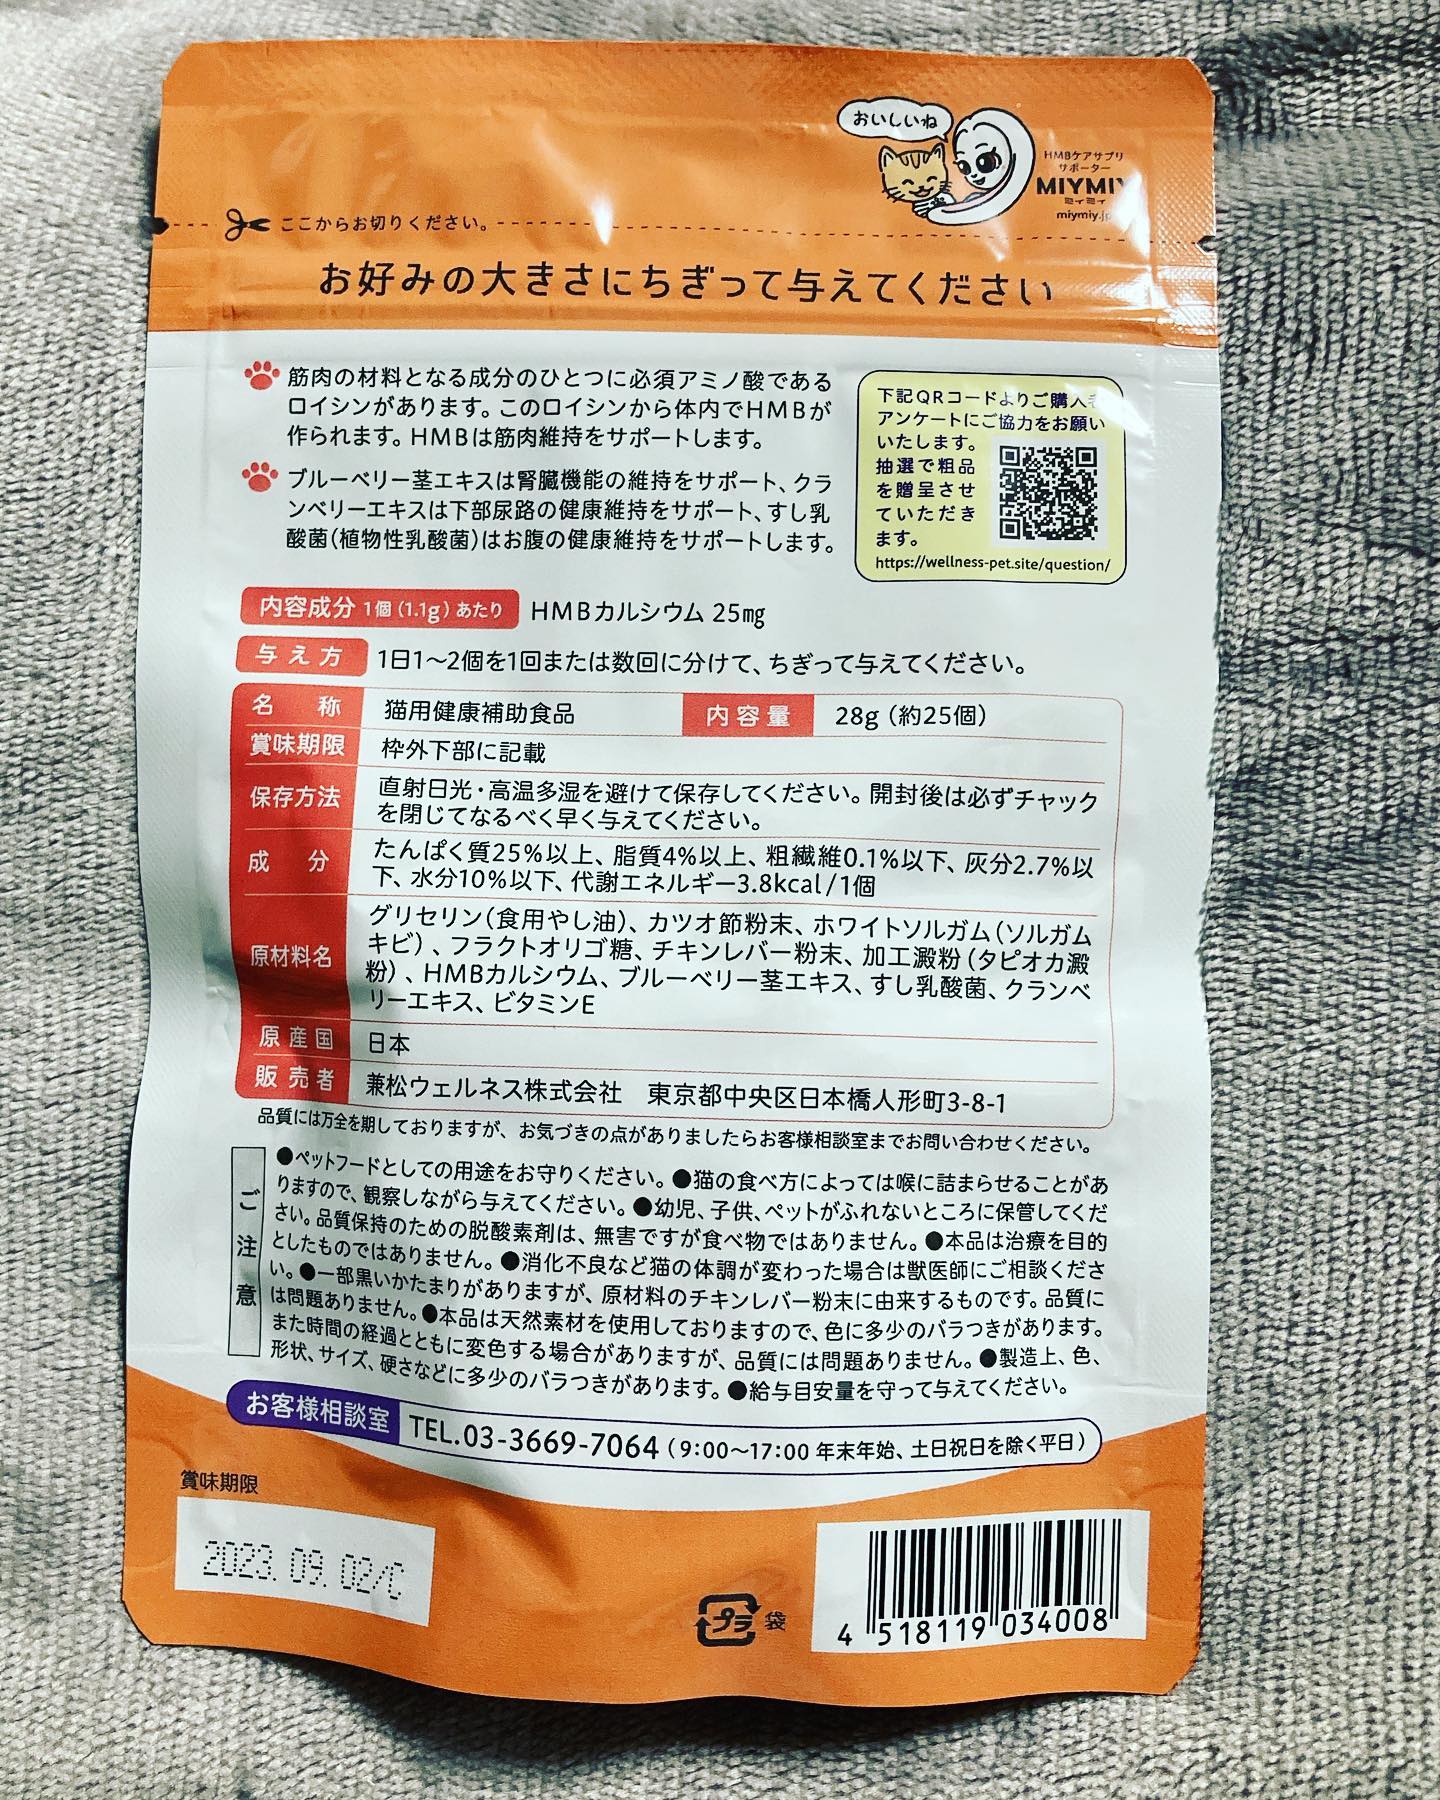 おいしいね
HMBケアサプリ
サポーター
MIYMIY
ミィミィ
miymiy.jp
ここからお切りください。
お好みの大きさにちぎって与えてください
筋肉の材料となる成分のひとつに必須アミノ酸である
ロイシンがあります。このロイシンから体内でHMBが
作られます。HMBは筋肉維持をサポートします。
ブルーベリー茎エキスは腎臓機能の維持をサポート、クラ
ンベリーエキスは下部尿路の健康維持をサポート、すし乳
酸菌(植物性乳酸菌)はお腹の健康維持をサポートします。
下記QRコードよりご購入者
アンケートにご協力をお願い
いたします。
抽選で粗品
を贈呈させ
ていただき
ます。
https://wellness-pet.site/question/
内容成分 1個(1.1g)あたり HMBカルシウム 25㎎
与え方 1日1〜2個を1回または数回に分けて、ちぎって与えてください。
名称 猫用健康補助食品 内容量 28g(約25個)
賞味期限 枠外下部に記載
保存方法 直射日光・高温多湿を避けて保存してください。開封後は必ずチャック
を閉じてなるべく早く与えてください。
成分 たんぱく質25%以上、脂質4%以上、粗繊維0.1%以下、灰分2.7%以
下、水分10%以下、代謝エネルギー3.8kcal/1個
原材料名 グリセリン(食用やし油)、カツオ節粉末、ホワイトソルガム(ソルガム
キビ)、フラクトオリゴ糖、チキンレバー粉末、加工澱粉(タピオカ澱
粉)、HMBカルシウム、ブルーベリー茎エキス、すし乳酸菌、クランベ
リーエキス、ビタミンE
原産国 日本
販売者 兼松ウェルネス株式会社 東京都中央区日本橋人形町3-8-1
品質には万全を期しておりますが、お気づきの点がありましたらお客様相談室までお問い合わせください。
ご注意
●ペットフードとしての用途をお守りください。●猫の食べ方によっては喉に詰まらせることがあ
りますので、観察しながら与えてください。●幼児、子供、ペットがふれないところに保管してくだ
さい。品質保持のための脱酸素剤は、無害ですが食べ物ではありません。●本品は治療を目的
としたものではありません。●消化不良など猫の体調が変わった場合は獣医師にご相談くださ
い。●一部黒いかたまりがありますが、原材料のチキンレバー粉末に由来するものです。品質に
は問題ありません。●本品は天然素材を使用しておりますので、色に多少のバラつきがあります。
また時間の経過とともに変色する場合がありますが、品質には問題ありません。●製造上、色、
形状、サイズ、硬さなどに多少のバラつきがあります。●給与目安量を守って与えてください。
お客様相談室 TEL.03-3669-7064(9:00〜17:00 年末年始、土日祝日を除く平日)
賞味期限
2023.09.02/C
プラ 袋
4 518119 034008